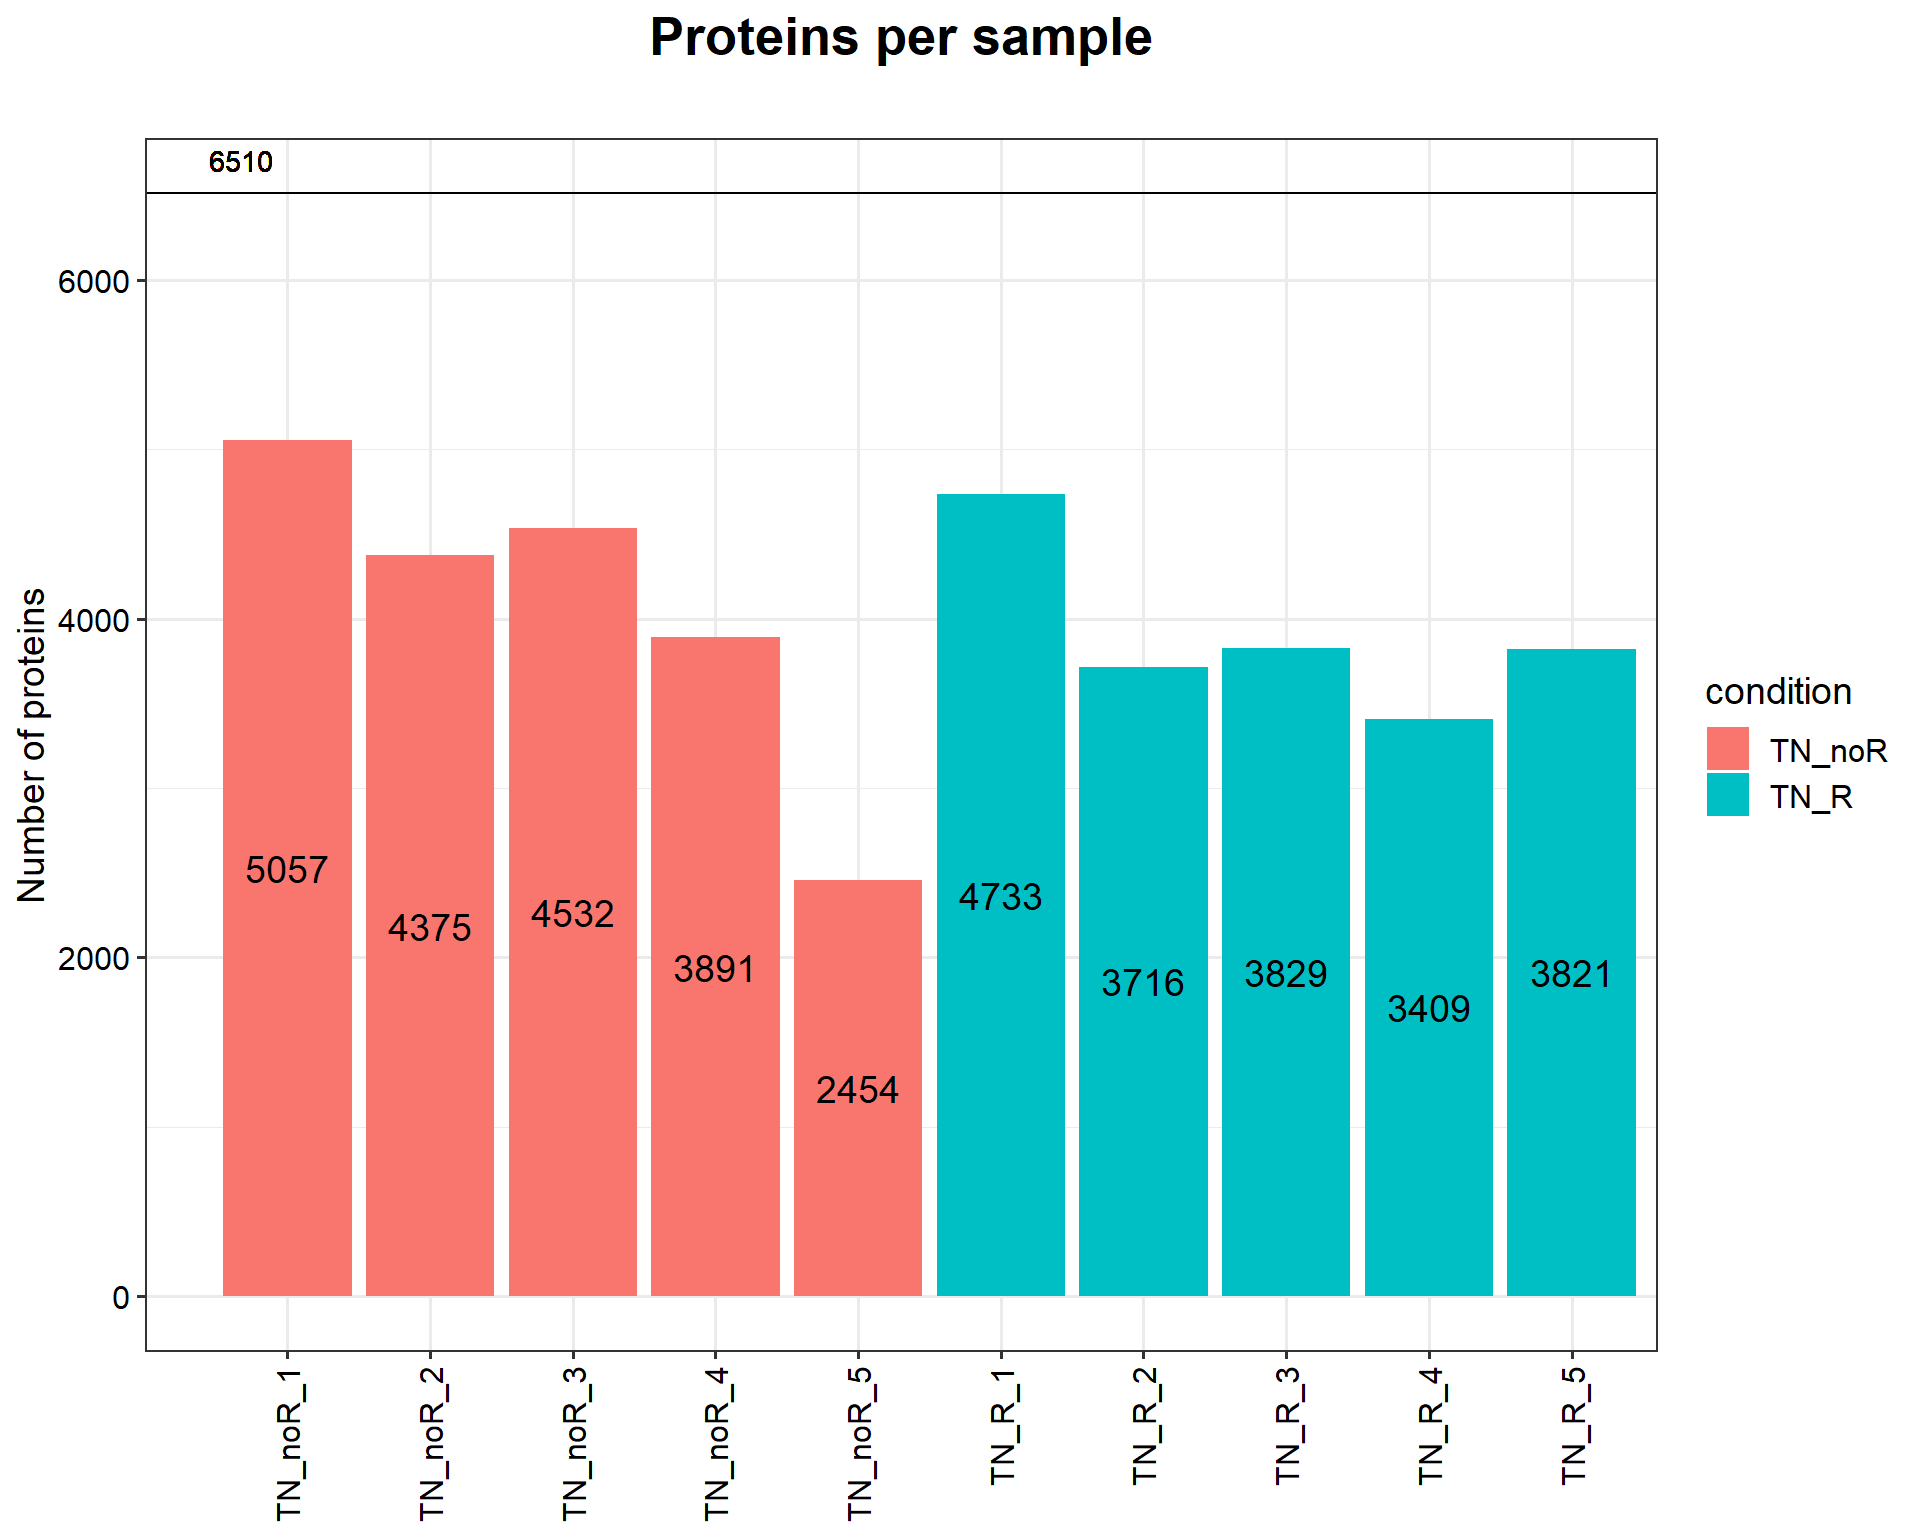 Proteins per sample
6510
6000
4000
2000
0
Number of proteins
5057
4375
4532
3891
2454
4733
3716
3829
3409
3821
TN_noR_1
TN_noR_2
TN_noR_3
TN_noR_4
TN_noR_5
TN_R_1
TN_R_2
TN_R_3
TN_R_4
TN_R_5
condition
TN_noR
TN_R